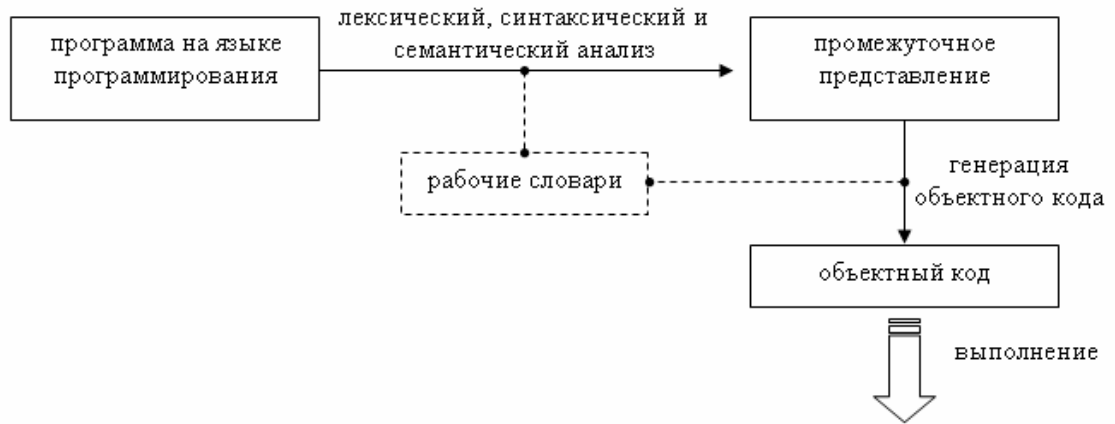 программа на языке
программирования
лексический, синтаксический и
семантический анализ
промежуточное
представление
рабочие словари
генерация
объектного кода
объектный код
выполнение